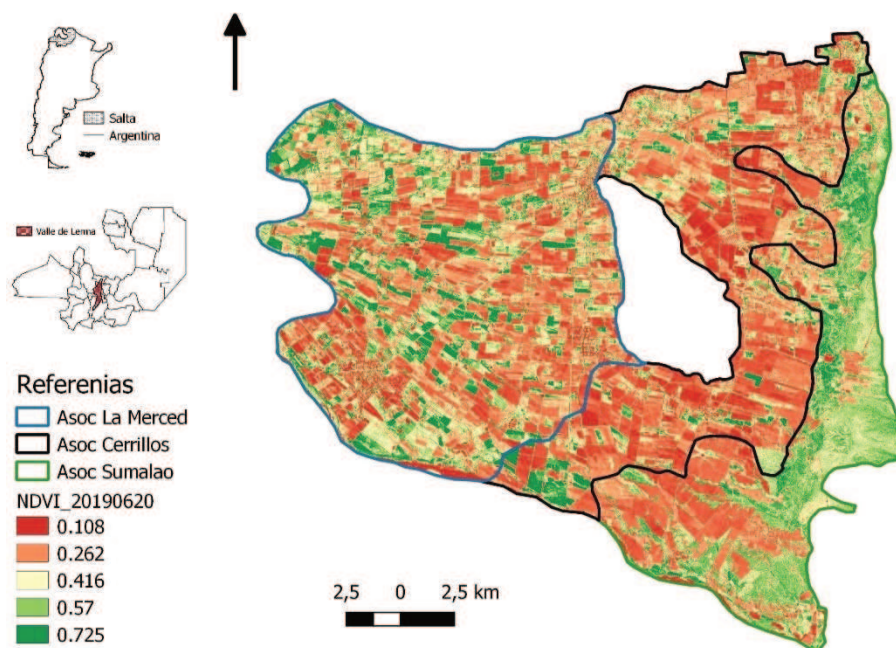 Salta
Argentina
Valle de Lerma
Referenias
Asoc La Merced
Asoc Cerrillos
Asoc Sumalao
NDVI_20190620
0.108
0.262
0.416
0.57
0.725
2,5 0 2,5 km